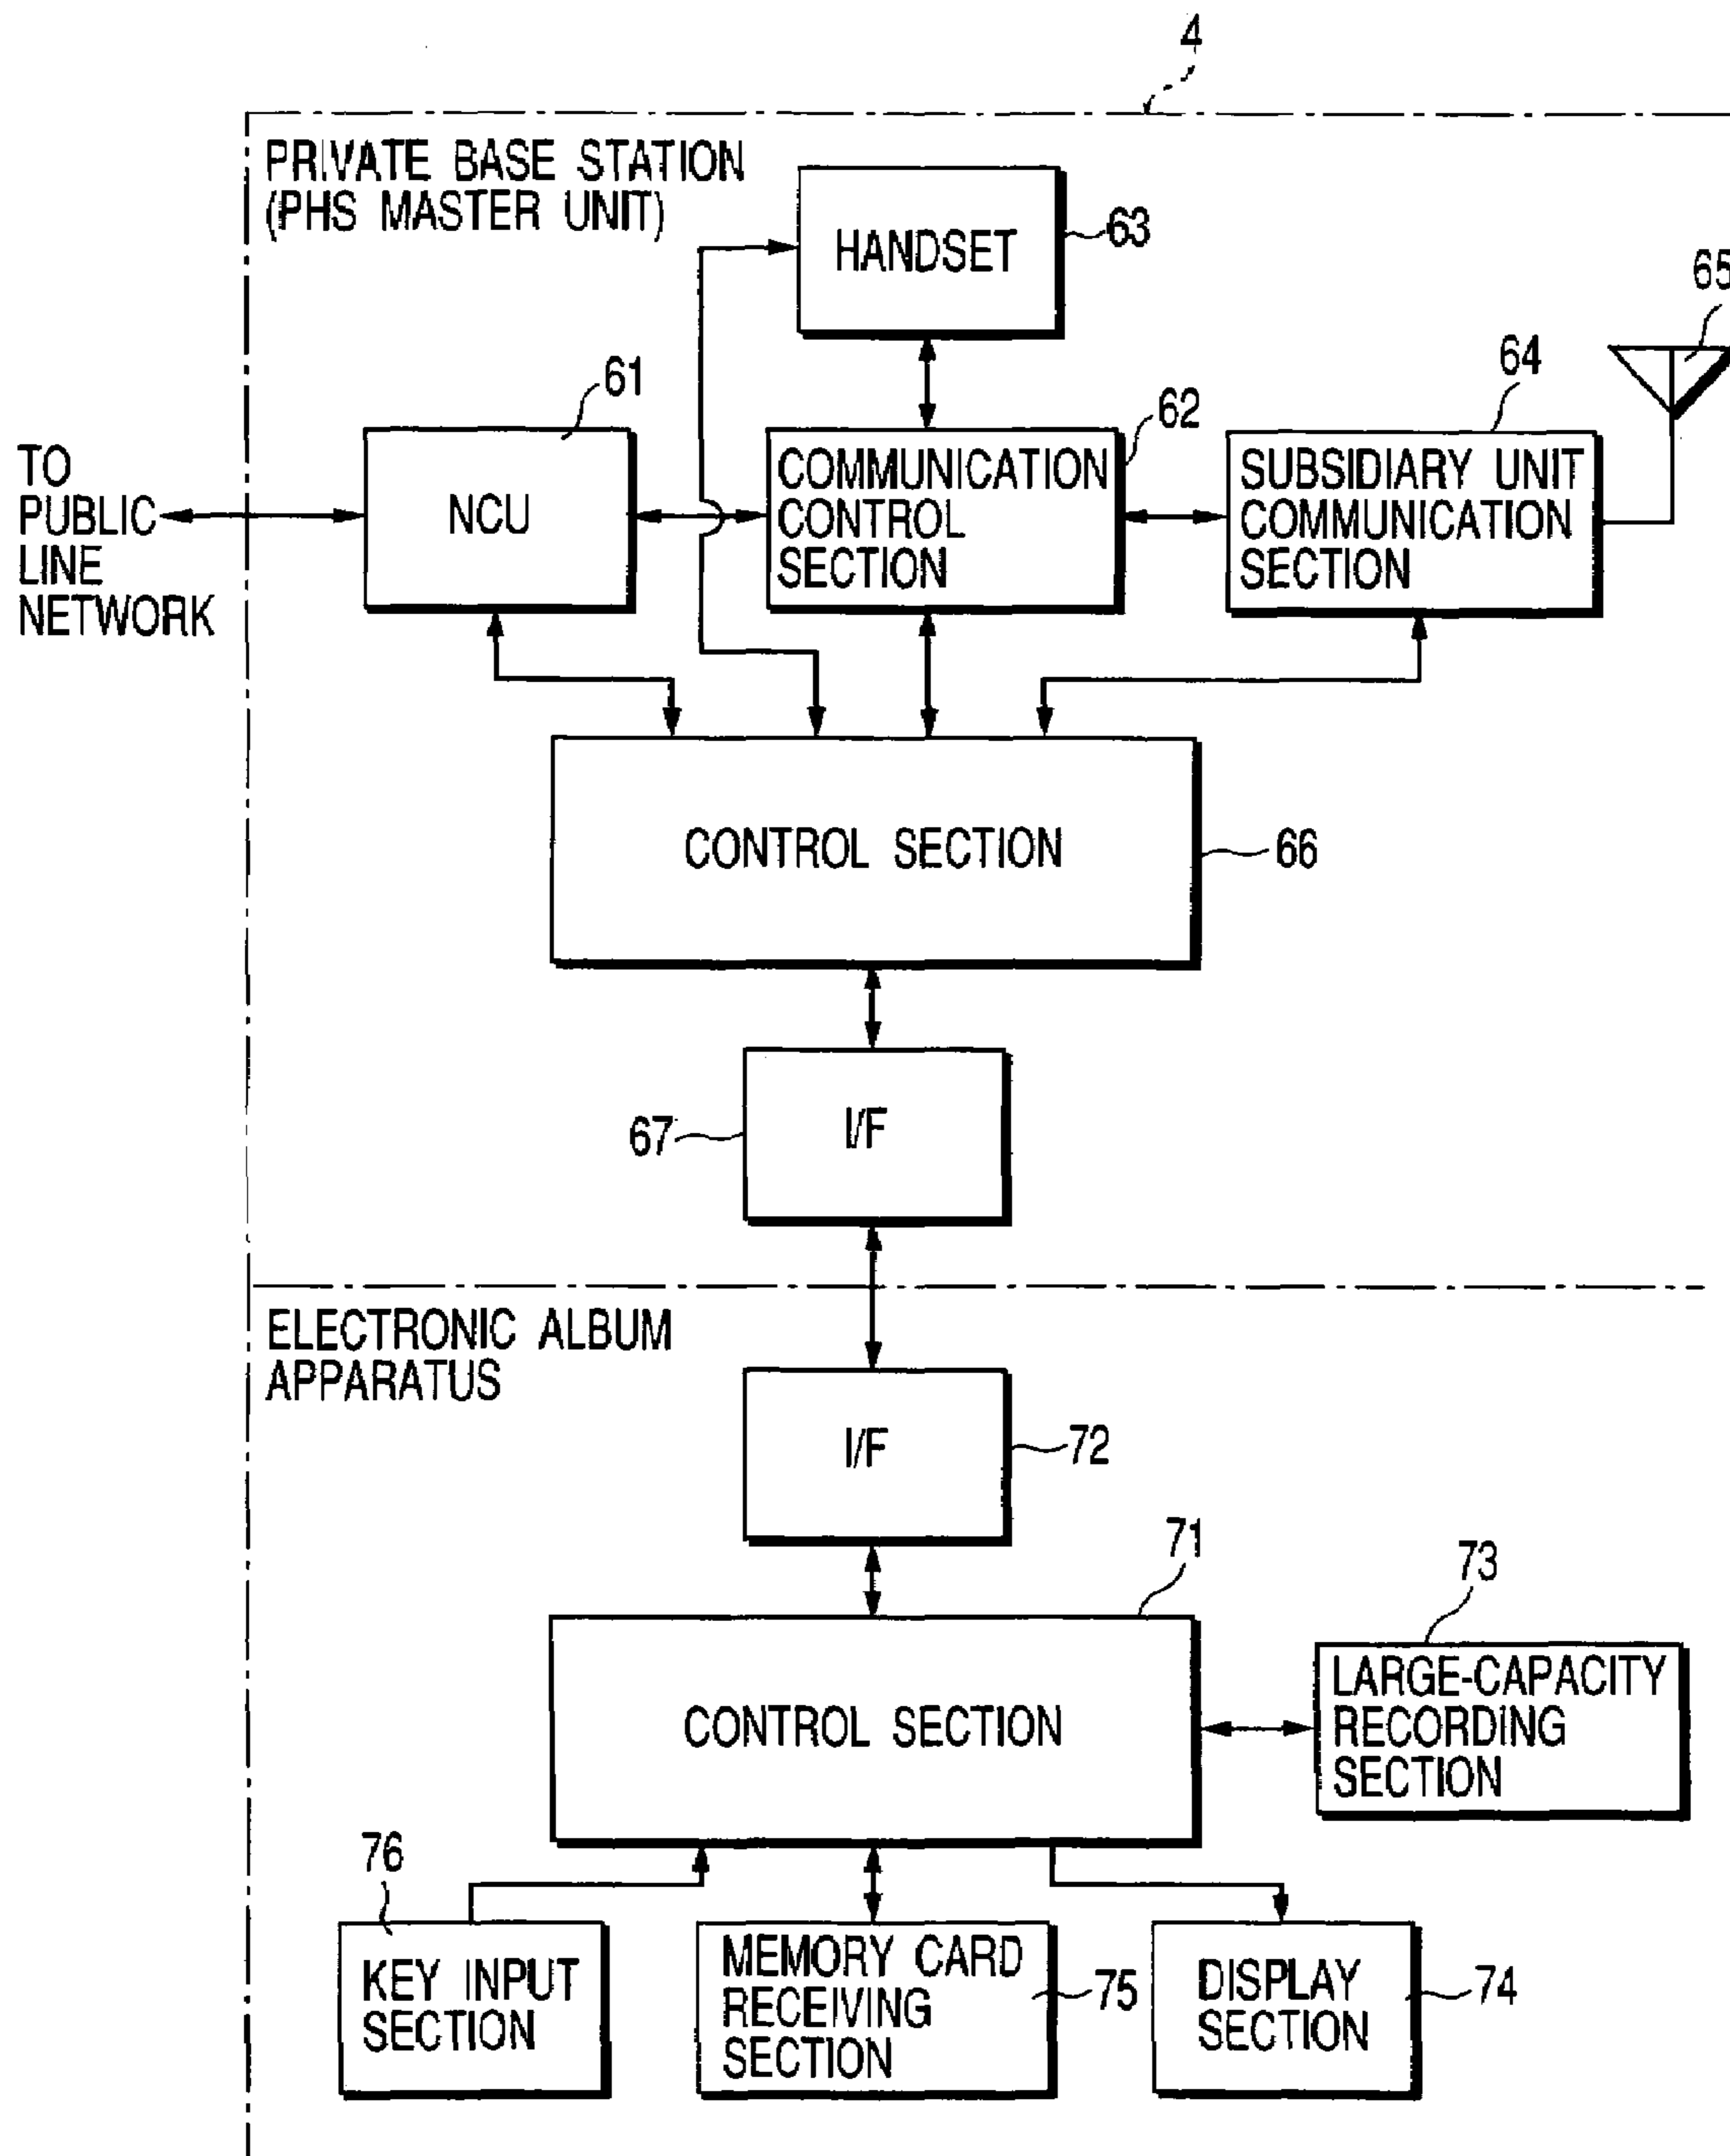 4
PRIVATE BASE STATION
(PHS MASTER UNIT)
HANDSET
63
65
61
62
64
TO
PUBLIC
LINE
NETWORK
NCU
COMMUNICATION
CONTROL
SECTION
SUBSIDIARY UNIT
COMMUNICATION
SECTION
CONTROL SECTION
66
I/F
67
ELECTRONIC ALBUM
APPARATUS
I/F
72
71
73
CONTROL SECTION
LARGE-CAPACITY
RECORDING
SECTION
76
KEY INPUT
SECTION
MEMORY CARD
RECEIVING
SECTION
75
DISPLAY
SECTION
74